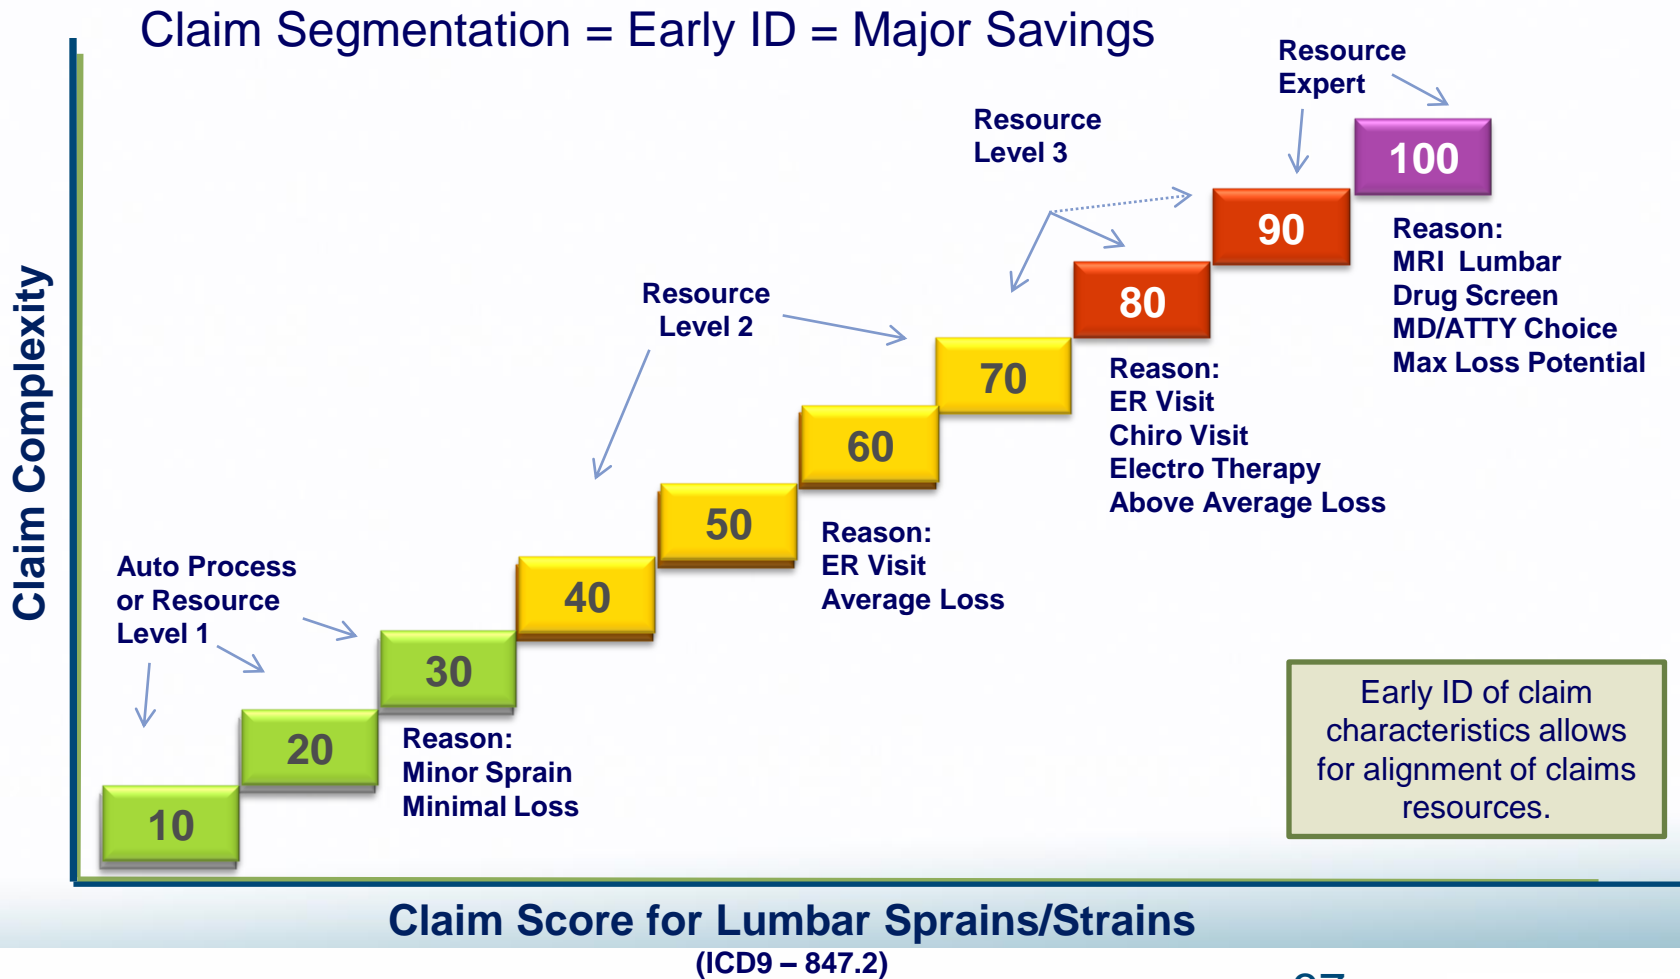 Claim Segmentation = Early ID = Major Savings
Resource
Expert
Resource
Level 3
100
90
Reason:
MRI  Lumbar
Drug Screen
MD/ATTY Choice
Max Loss Potential
Resource
Level 2
80
70
Reason:
ER Visit
Chiro Visit
Electro Therapy
Above Average Loss
60
50
Reason:
ER Visit
Average Loss
Auto Process
or Resource
Level 1
40
30
Reason:
Minor Sprain
Minimal Loss
20
10
Claim Complexity
Early ID of claim
characteristics allows
for alignment of claims
resources.
Claim Score for Lumbar Sprains/Strains
(ICD9 – 847.2)